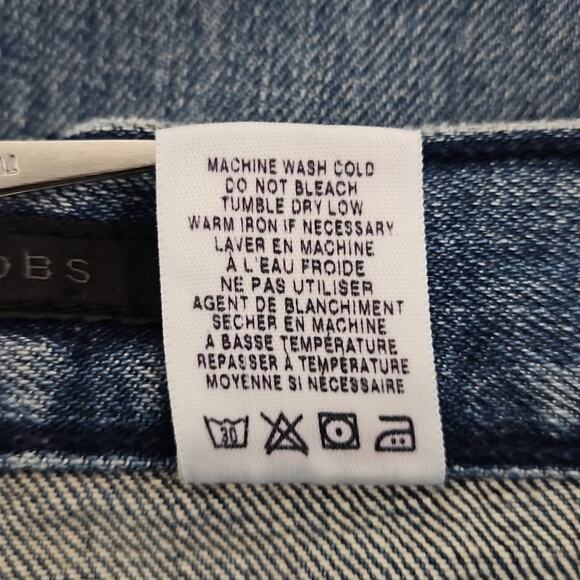 MACHINE WASH COLD
DO NOT BLEACH
TUMBLE DRY LOW
WARM IRON IF NECESSARY
LAVER EN MACHINE
À L'EAU FROIDE
NE PAS UTILISER
AGENT DE BLANCHIMENT
SECHER EN MACHINE
A BASSE TEMPÉRATURE
REPASSER À TEMPÉRATURE
MOYENNE SI NÉCESSAIRE
30
OBS